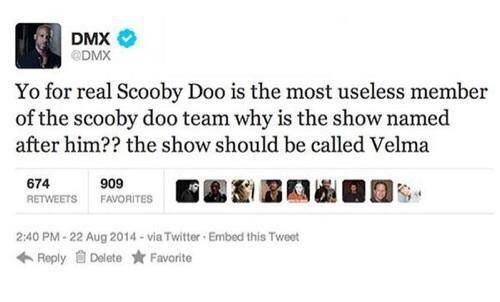 DMX
@DMX
Yo for real Scooby Doo is the most useless member
of the scooby doo team why is the show named
after him?? the show should be called Velma
674 909
RETWEETS FAVORITES
2:40 PM - 22 Aug 2014 - via Twitter · Embed this Tweet
Reply Delete Favorite